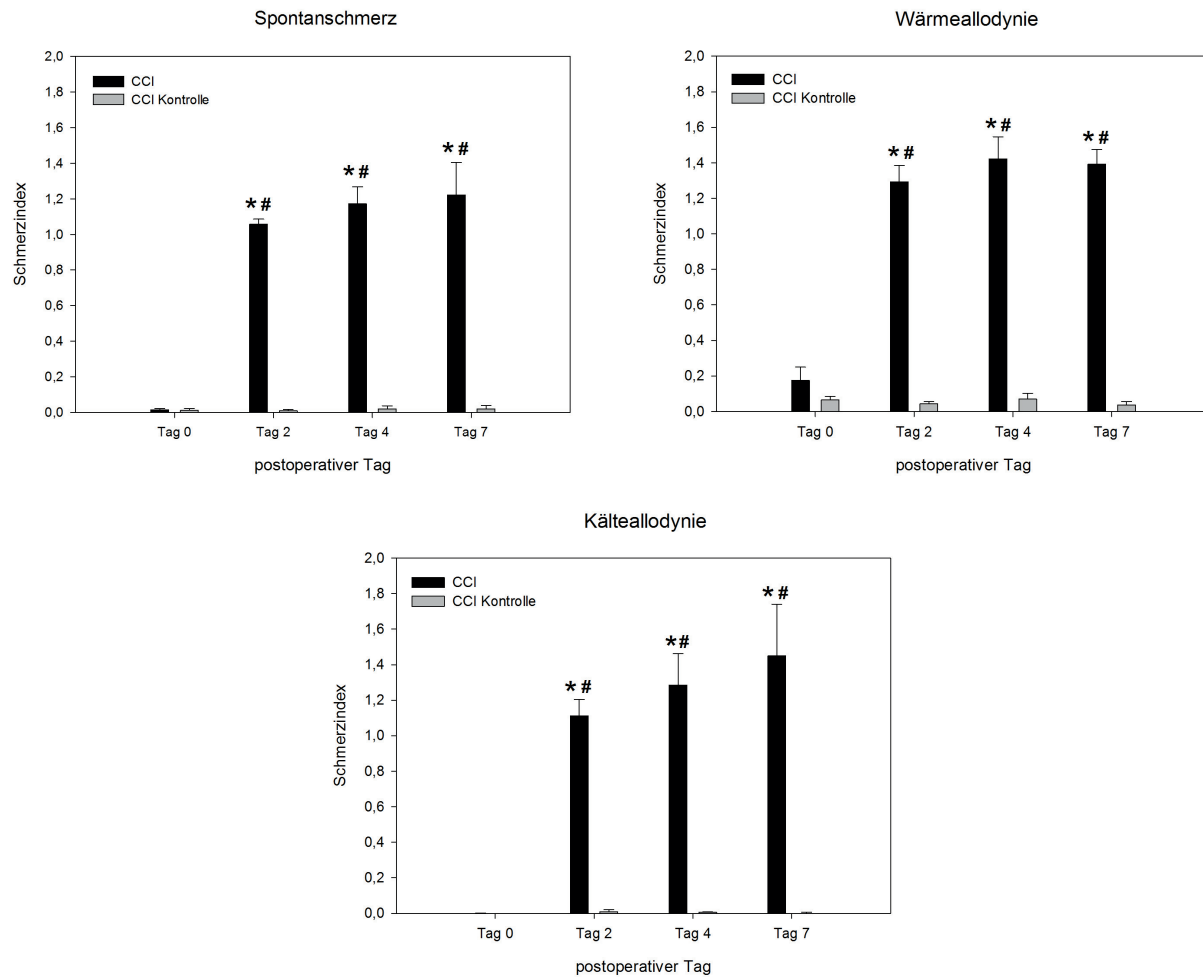 Spontanschmerz
2,0
1,8
1,6
1,4
1,2
1,0
0,8
0,6
0,4
0,2
0,0
Schmerzindex
CCI
CCI Kontrolle
*#
*#
*#
Tag 0
Tag 2
Tag 4
Tag 7
postoperativer Tag
Wärmeallodynie
2,0
1,8
1,6
1,4
1,2
1,0
0,8
0,6
0,4
0,2
0,0
Schmerzindex
CCI
CCI Kontrolle
*#
*#
*#
Tag 0
Tag 2
Tag 4
Tag 7
postoperativer Tag
Kälteallodynie
2,0
1,8
1,6
1,4
1,2
1,0
0,8
0,6
0,4
0,2
0,0
Schmerzindex
CCI
CCI Kontrolle
*#
*#
*#
Tag 0
Tag 2
Tag 4
Tag 7
postoperativer Tag